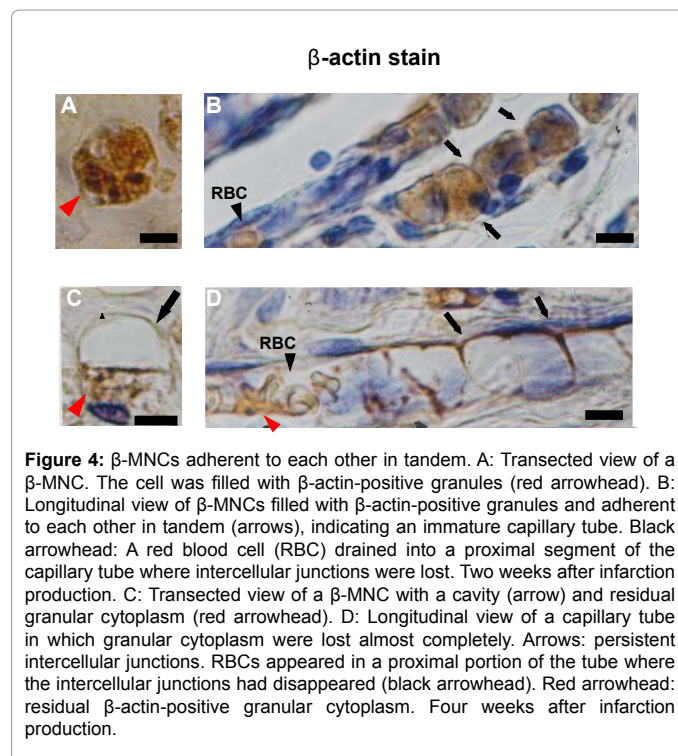 β-actin stain
A
B
RBC
C
D
RBC
Figure 4: β-MNCs adherent to each other in tandem. A: Transected view of a
β-MNC. The cell was filled with β-actin-positive granules (red arrowhead). B:
Longitudinal view of β-MNCs filled with β-actin-positive granules and adherent
to each other in tandem (arrows), indicating an immature capillary tube. Black
arrowhead: A red blood cell (RBC) drained into a proximal segment of the
capillary tube where intercellular junctions were lost. Two weeks after infarction
production. C: Transected view of a β-MNC with a cavity (arrow) and residual
granular cytoplasm (red arrowhead). D: Longitudinal view of a capillary tube
in which granular cytoplasm were lost almost completely. Arrows: persistent
intercellular junctions. RBCs appeared in a proximal portion of the tube where
the intercellular junctions had disappeared (black arrowhead). Red arrowhead:
residual β-actin-positive granular cytoplasm. Four weeks after infarction
production.